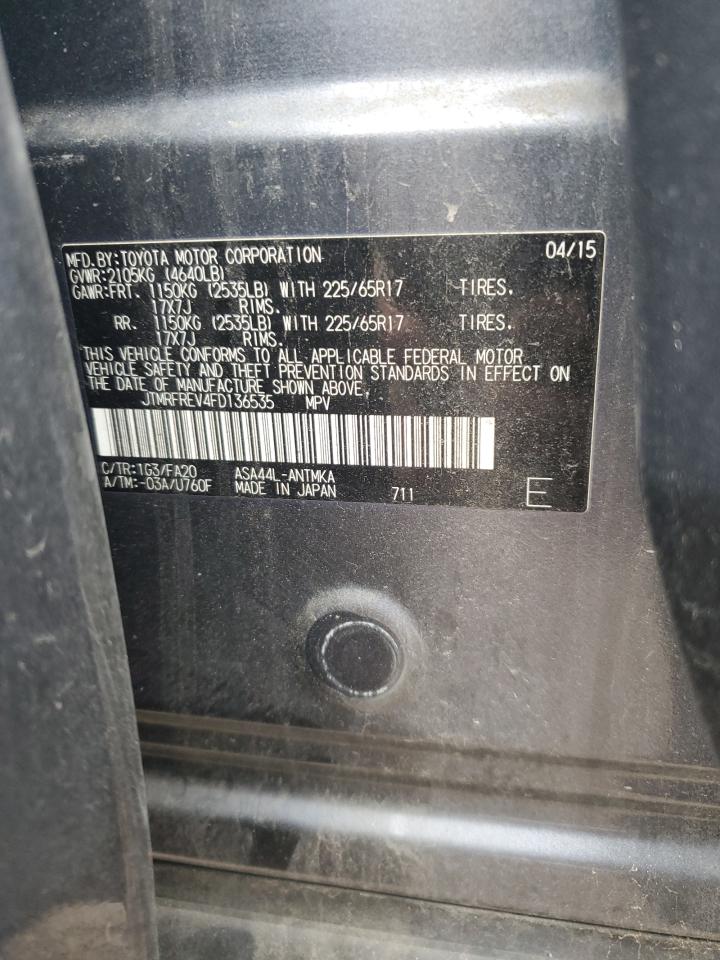 MFD.BY:TOYOTA MOTOR CORPORATION 04/15
GVWR:2105KG (4640LB)
GAWR:FRT. 1150KG (2535LB) WITH 225/65R17 TIRES.
17X7J RIMS.
RR. 1150KG (2535LB) WITH 225/65R17 TIRES.
17X7J RIMS.
THIS VEHICLE CONFORMS TO ALL APPLICABLE FEDERAL MOTOR
VEHICLE SAFETY AND THEFT PREVENTION STANDARDS IN EFFECT ON
THE DATE OF MANUFACTURE SHOWN ABOVE.
JTMRFREV4FD136535 MPV
C/TR:1G3/FA20 ASA44L-ANTMKA
A/TM:-03A/U760F MADE IN JAPAN 711 E